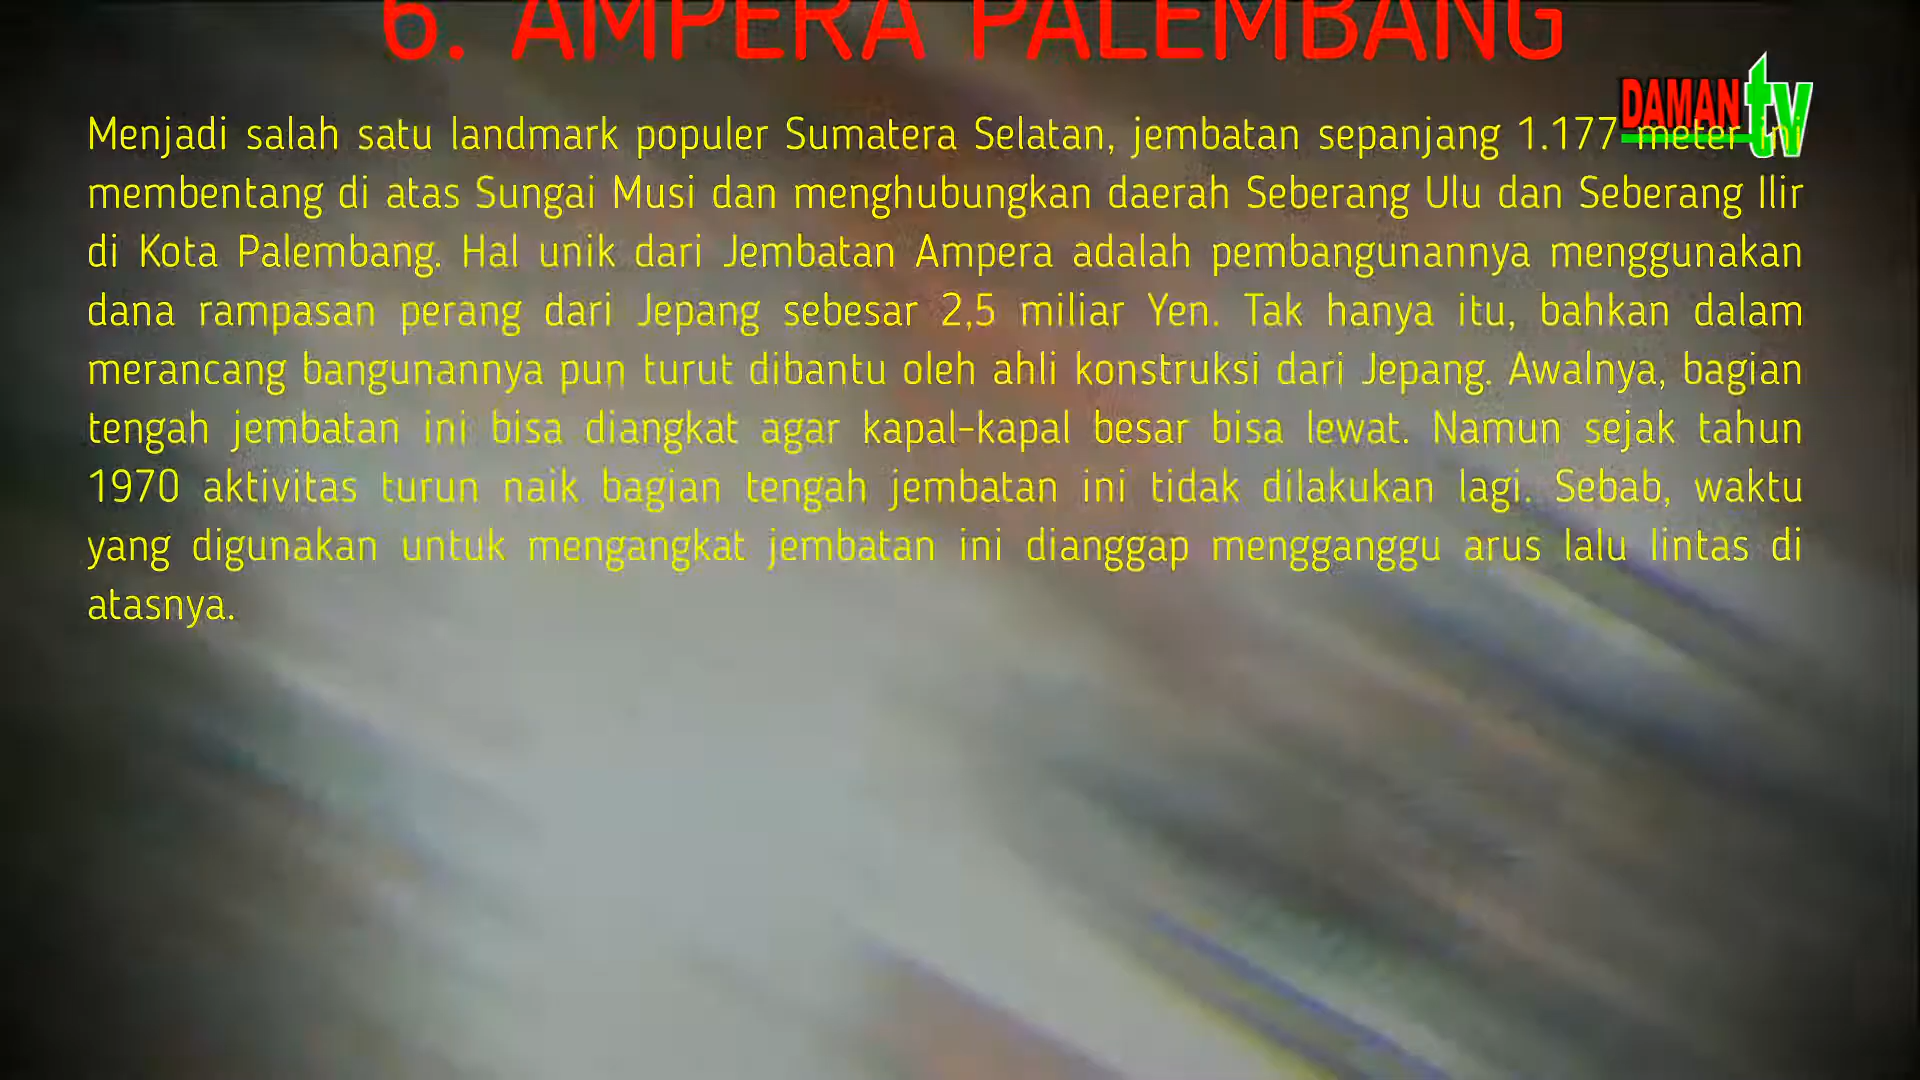 6. AMPERA PALEMBANG
DAMAN tv
Menjadi salah satu landmark populer Sumatera Selatan, jembatan sepanjang 1.177 meter ini
membentang di atas Sungai Musi dan menghubungkan daerah Seberang Ulu dan Seberang Ilir
di Kota Palembang. Hal unik dari Jembatan Ampera adalah pembangunannya menggunakan
dana rampasan perang dari Jepang sebesar 2,5 miliar Yen. Tak hanya itu, bahkan dalam
merancang bangunannya pun turut dibantu oleh ahli konstruksi dari Jepang. Awalnya, bagian
tengah jembatan ini bisa diangkat agar kapal-kapal besar bisa lewat. Namun sejak tahun
1970 aktivitas turun naik bagian tengah jembatan ini tidak dilakukan lagi. Sebab, waktu
yang digunakan untuk mengangkat jembatan ini dianggap mengganggu arus lalu lintas di
atasnya.